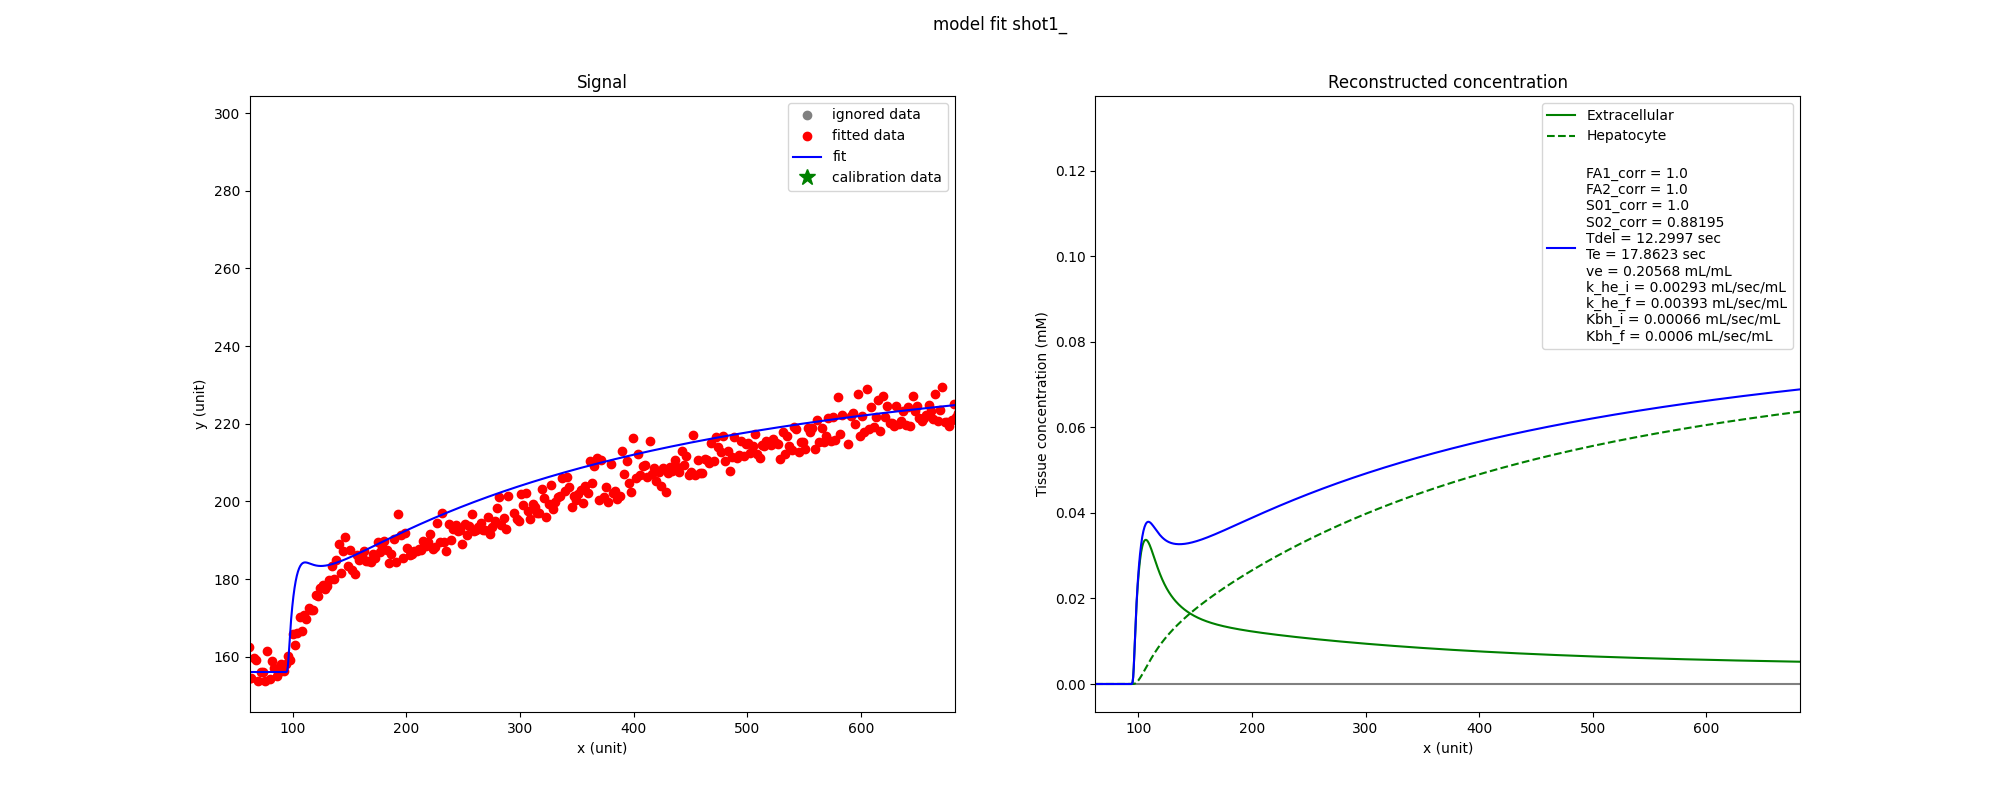 model fit shot1_
Signal
300
280
260
240
220
200
180
160
y (unit)
100 200 300 400 500 600
x (unit)
ignored data
fitted data
fit
calibration data
Reconstructed concentration
0.12
0.10
0.08
0.06
0.04
0.02
0.00
Tissue concentration (mM)
100 200 300 400 500 600
x (unit)
Extracellular
Hepatocyte
FA1_corr = 1.0
FA2_corr = 1.0
S01_corr = 1.0
S02_corr = 0.88195
Tdel = 12.2997 sec
Te = 17.8623 sec
ve = 0.20568 mL/mL
k_he_i = 0.00293 mL/sec/mL
k_he_f = 0.00393 mL/sec/mL
Kbh_i = 0.00066 mL/sec/mL
Kbh_f = 0.0006 mL/sec/mL